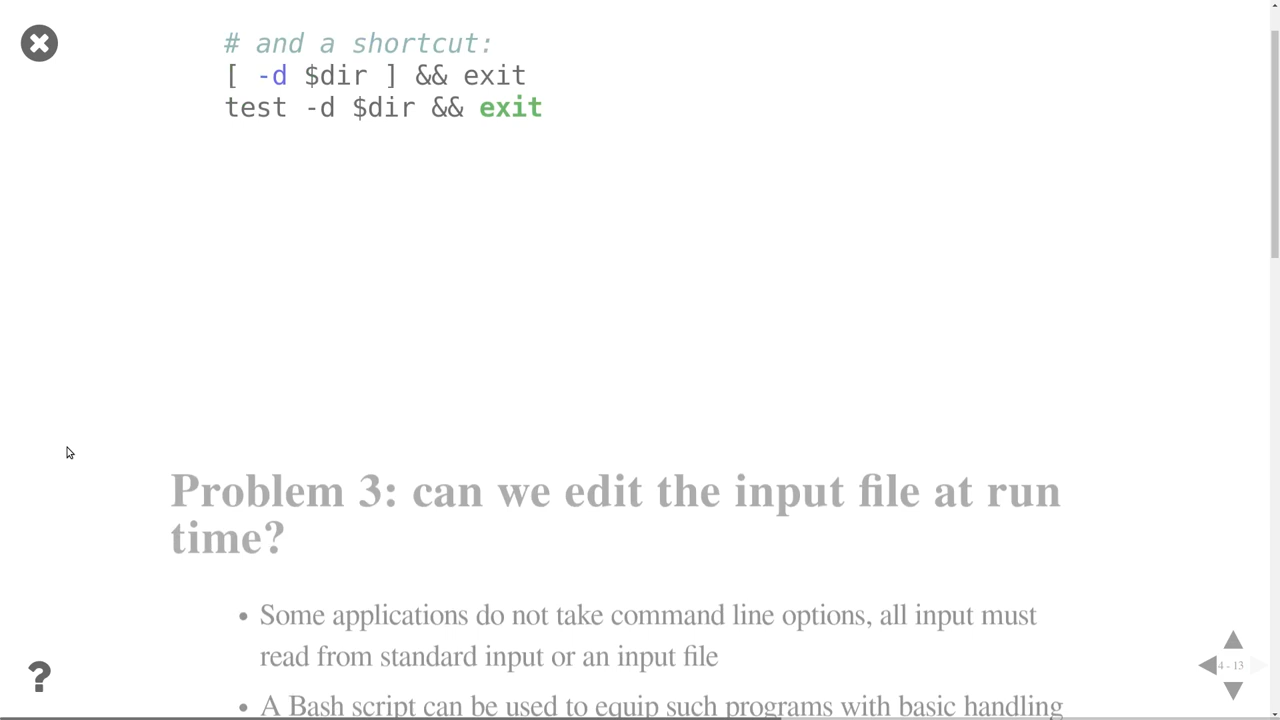 # and a shortcut:
[ -d $dir ] && exit
test -d $dir && exit
Problem 3: can we edit the input file at run
time?
• Some applications do not take command line options, all input must
read from standard input or an input file
4 - 13
• A Bash script can be used to equip such programs with basic handling